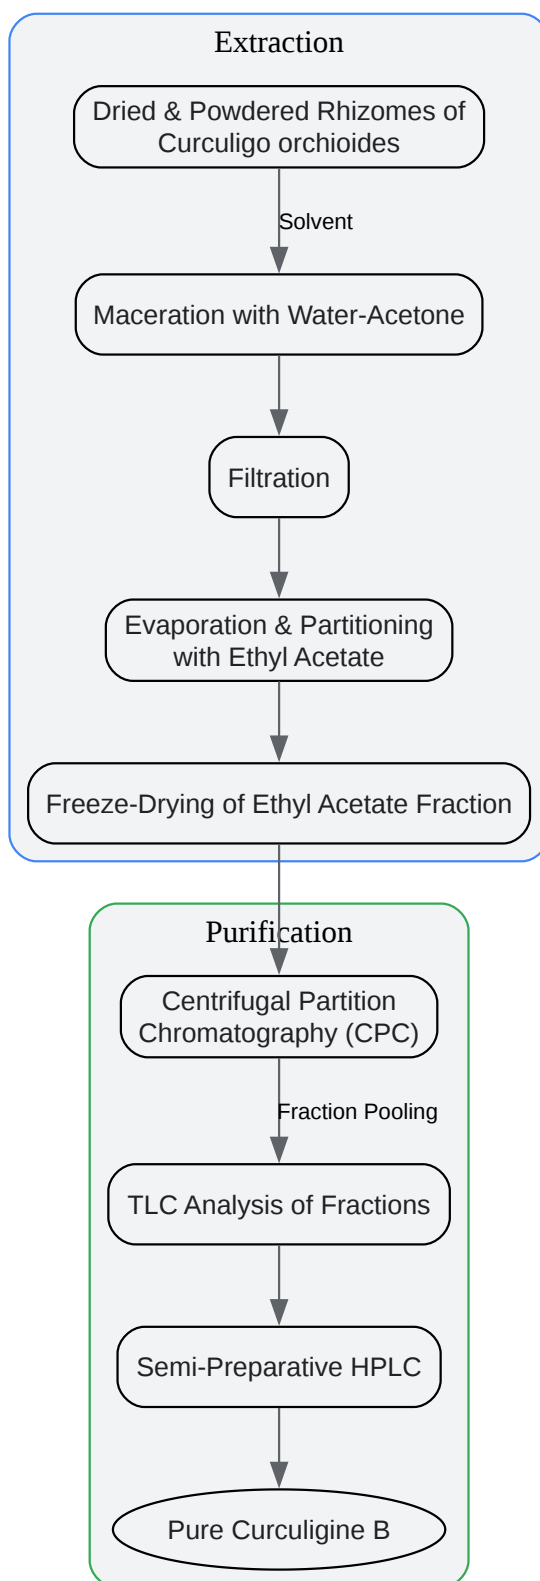 Extraction
Dried & Powdered Rhizomes of
Curculigo orchioides
Solvent
Maceration with Water-Acetone
Filtration
Evaporation & Partitioning
with Ethyl Acetate
Freeze-Drying of Ethyl Acetate Fraction
Purification
Centrifugal Partition
Chromatography (CPC)
Fraction Pooling
TLC Analysis of Fractions
Semi-Preparative HPLC
Pure Curculigine B